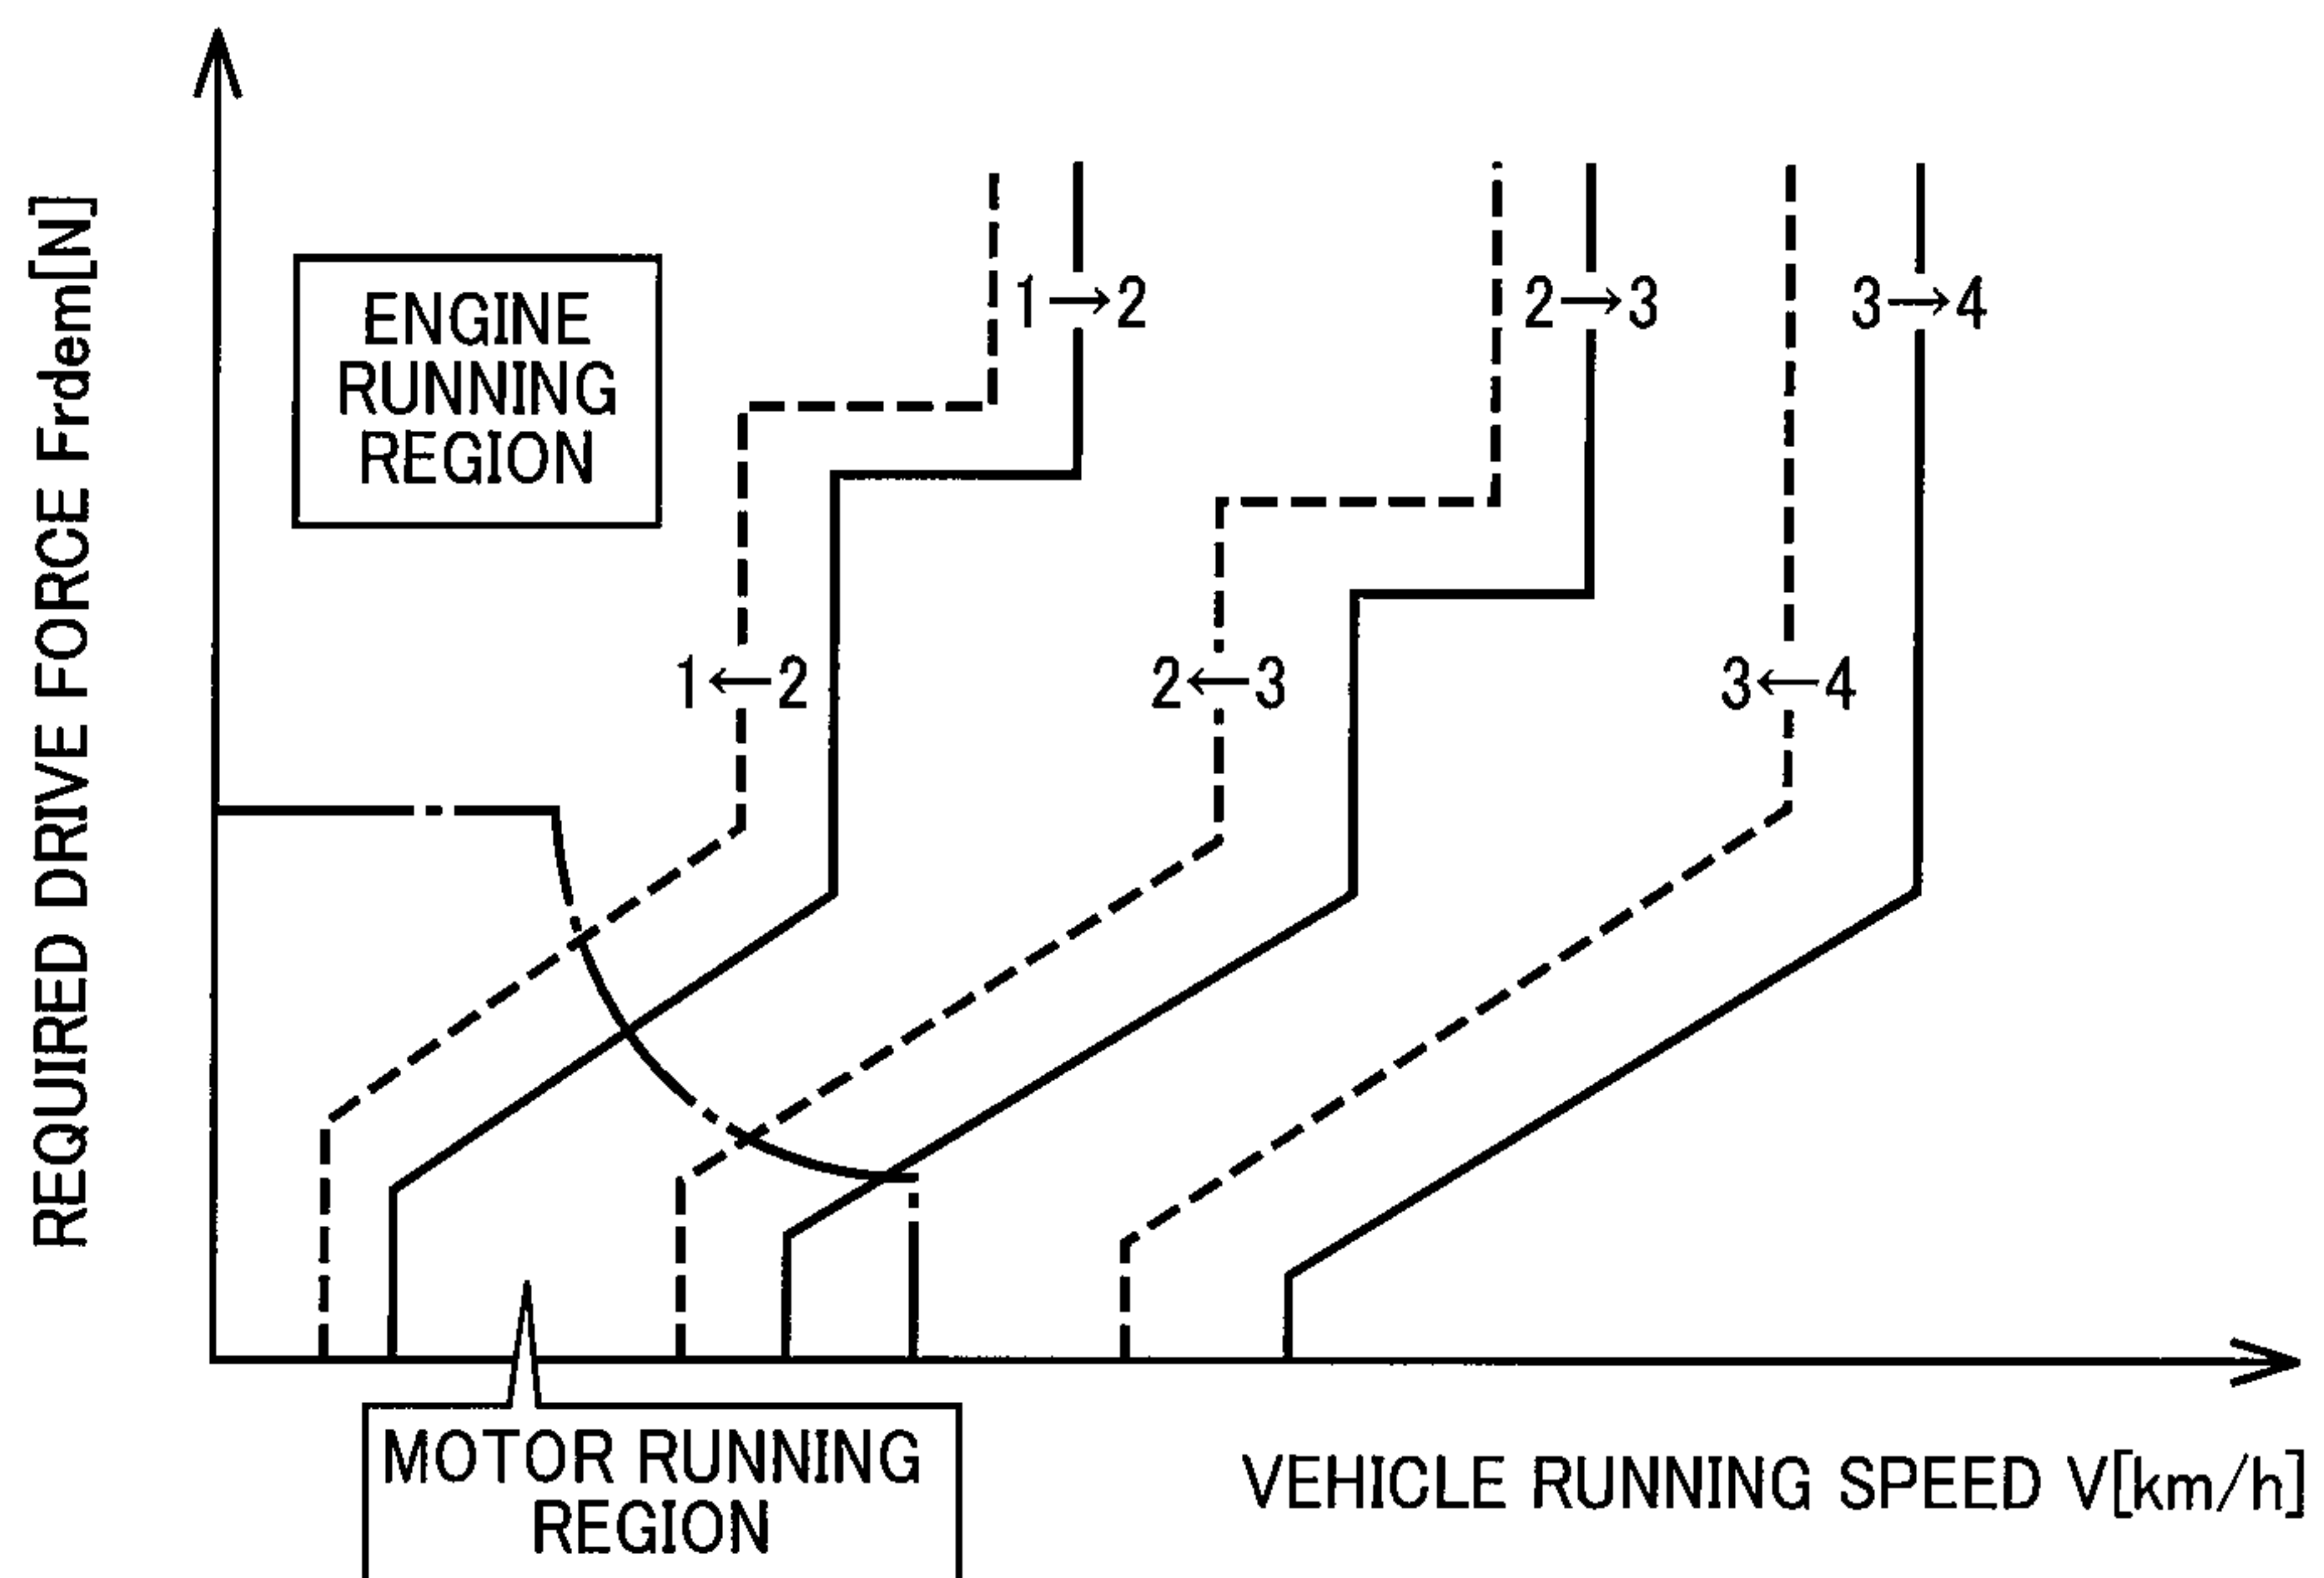 REQUIRED DRIVE FORCE Frdem[N]
ENGINE
RUNNING
REGION
1→2
2→3
3→4
1←2
2←3
3←4
MOTOR RUNNING
REGION
VEHICLE RUNNING SPEED V[km/h]